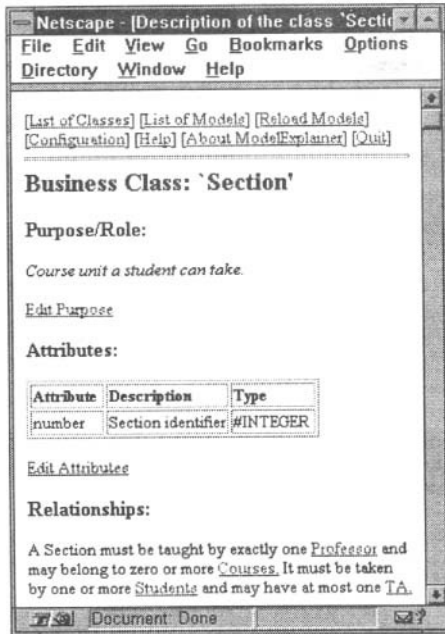 Netscape - [Description of the class `Sectio
File Edit View Go Bookmarks Options
Directory Window Help
[List of Classes] [List of Models] [Reload Models]
[Configuration] [Help] [About ModelExplainer] [Quit]
Business Class: `Section'
Purpose/Role:
Course unit a student can take.
Edit Purpose
Attributes:
Attribute Description Type
number Section identifier #INTEGER
Edit Attributes
Relationships:
A Section must be taught by exactly one Professor and
may belong to zero or more Courses. It must be taken
by one or more Students and may have at most one TA.
Document: Done
?